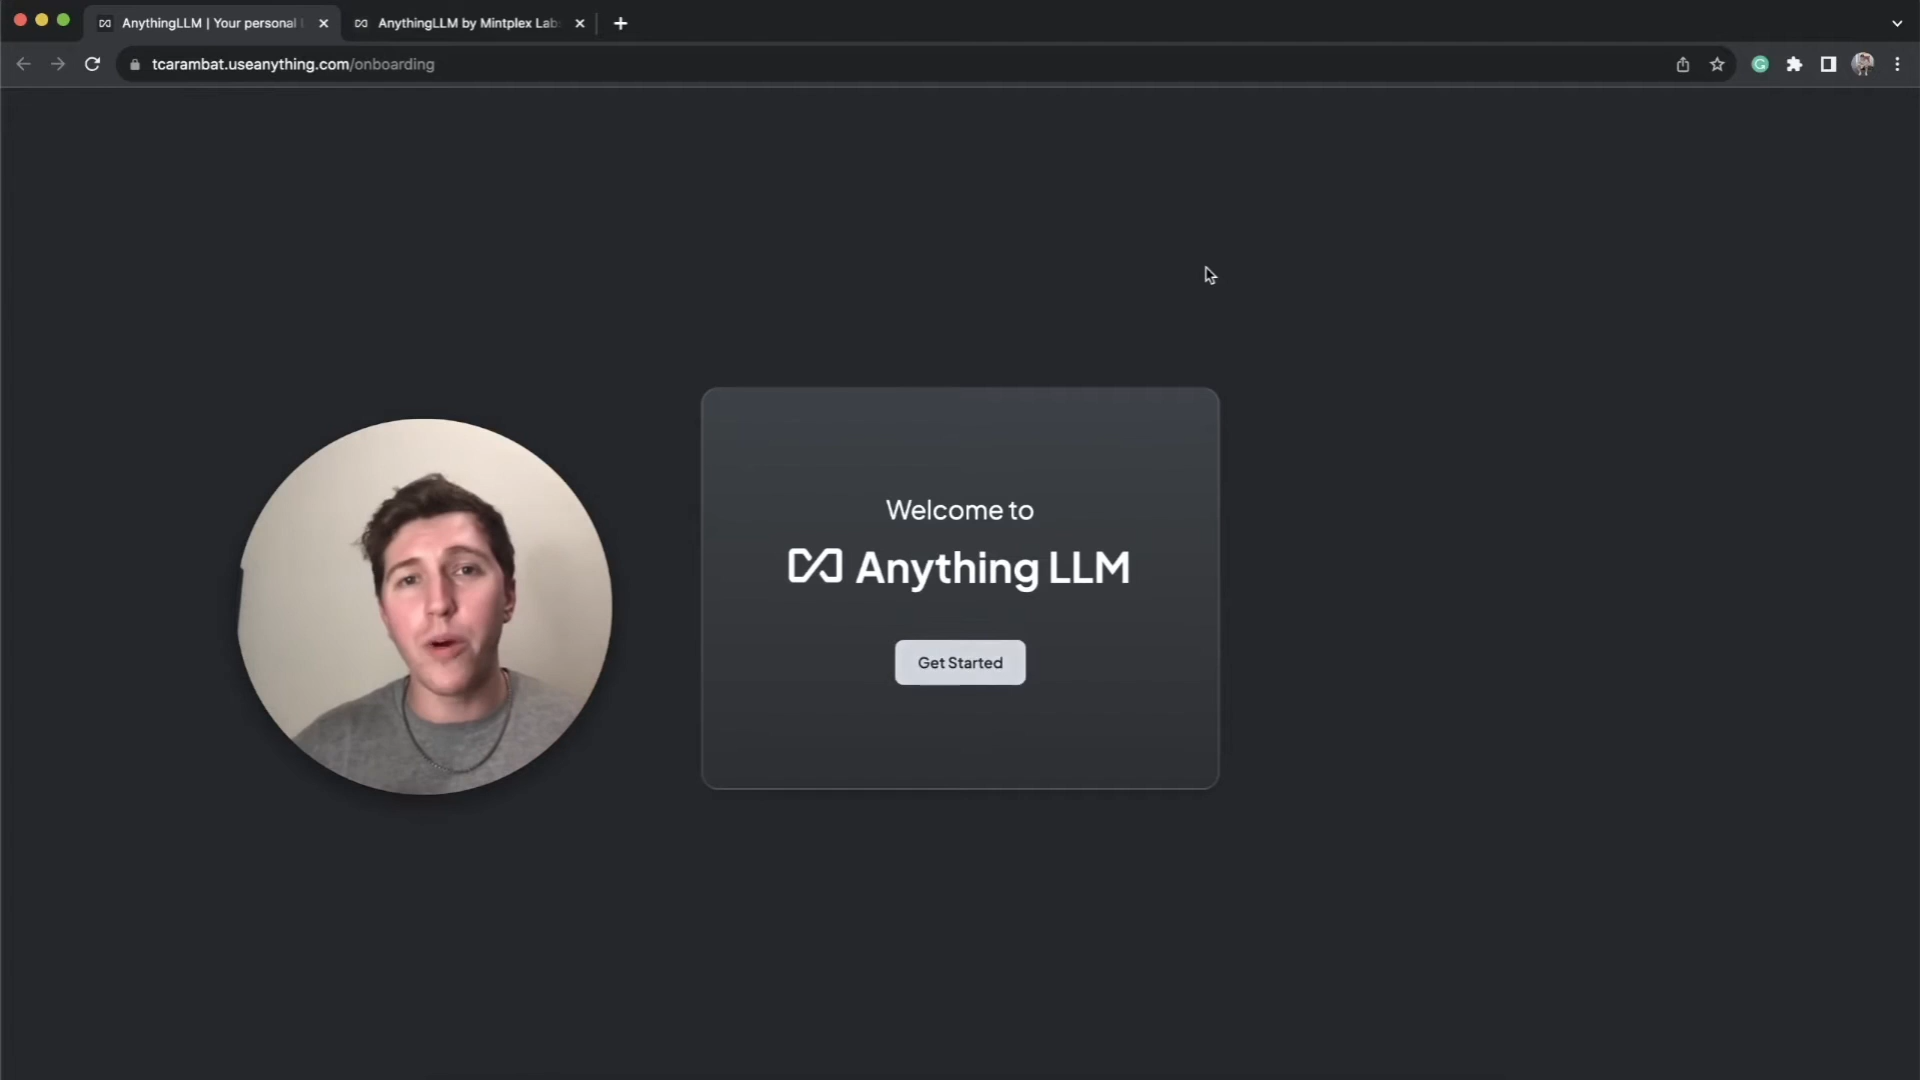 AnythingLLM | Your personal
AnythingLLM by Mintplex Lab
tcarambat.useanything.com/onboarding
Welcome to
Anything LLM
Get Started